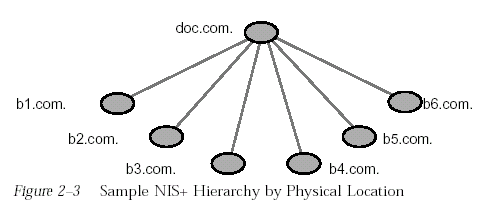 doc.com.
b1.com.
b6.com.
b2.com.
b5.com.
b3.com.
b4.com.
Figure 2–3 Sample NIS+ Hierarchy by Physical Location